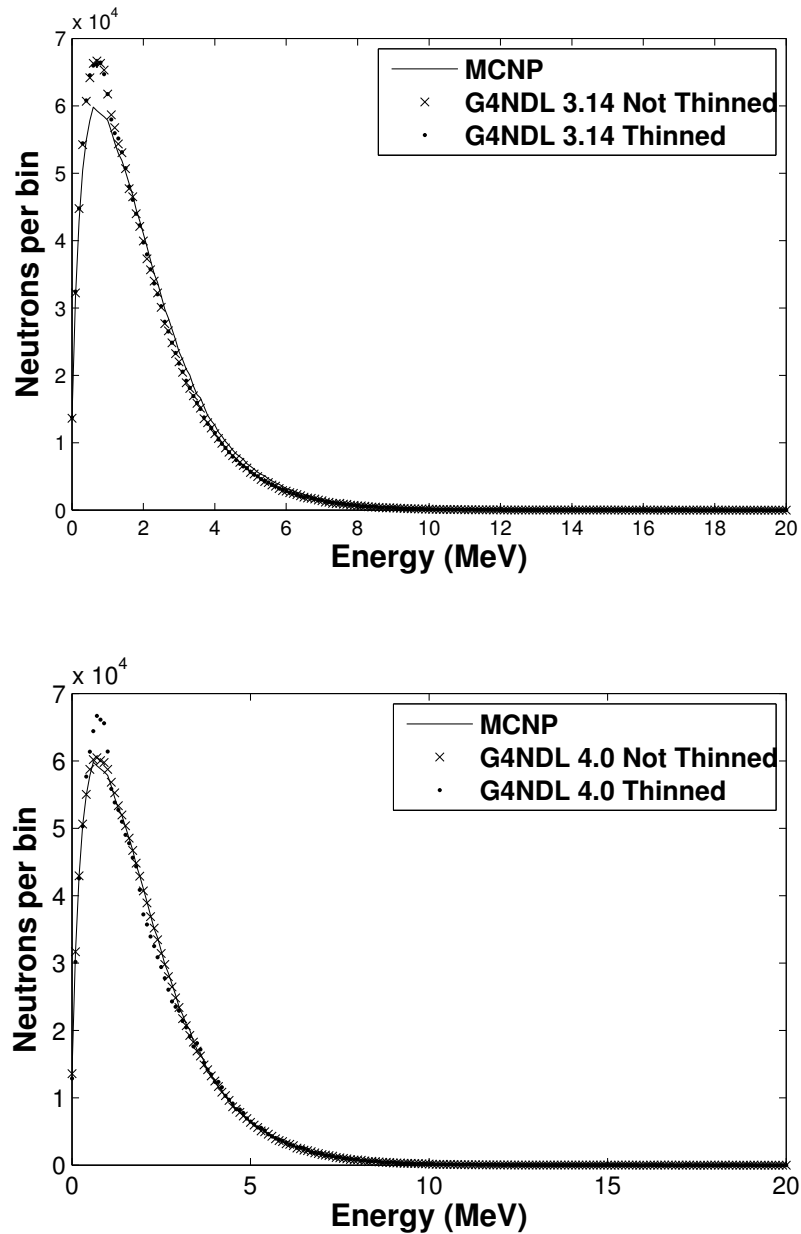 x 10^4
7
6
5
4
3
2
1
0
Neutrons per bin
MCNP
G4NDL 3.14 Not Thinned
G4NDL 3.14 Thinned
0 2 4 6 8 10 12 14 16 18 20
Energy (MeV)
x 10^4
7
6
5
4
3
2
1
0
Neutrons per bin
MCNP
G4NDL 4.0 Not Thinned
G4NDL 4.0 Thinned
0 5 10 15 20
Energy (MeV)